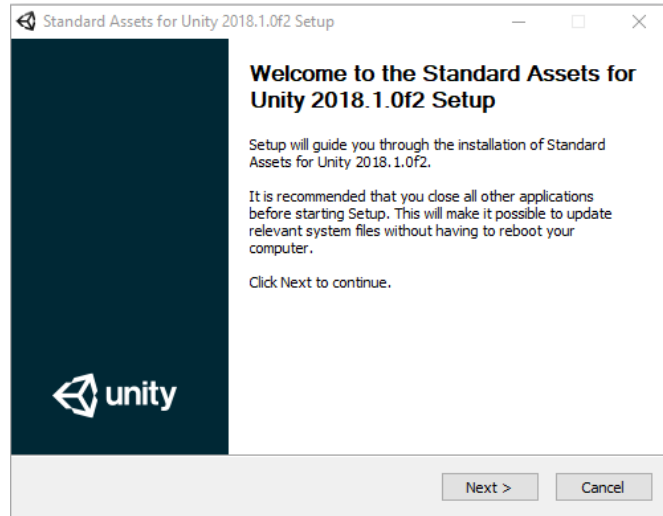 Standard Assets for Unity 2018.1.0f2 Setup
Welcome to the Standard Assets for
Unity 2018.1.0f2 Setup
Setup will guide you through the installation of Standard
Assets for Unity 2018.1.0f2.
It is recommended that you close all other applications
before starting Setup. This will make it possible to update
relevant system files without having to reboot your
computer.
Click Next to continue.
unity
Next >
Cancel